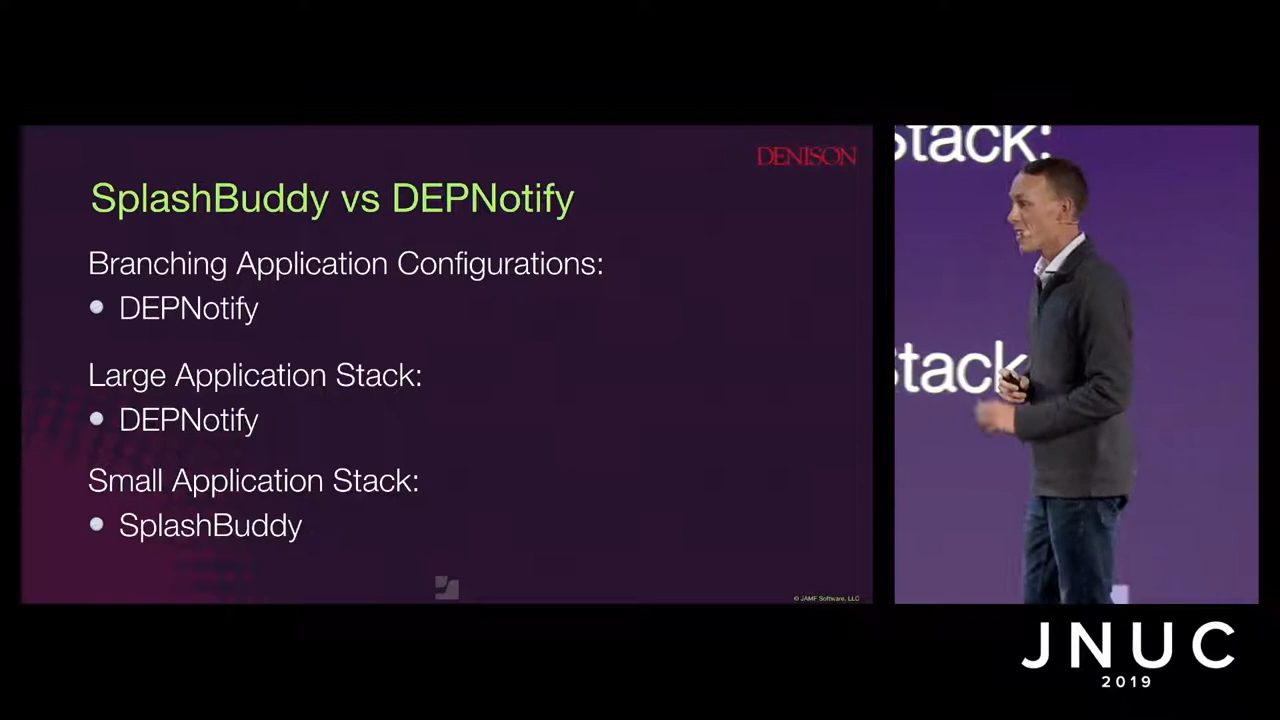 DENISON
SplashBuddy vs DEPNotify
Branching Application Configurations:
DEPNotify
Large Application Stack:
DEPNotify
Small Application Stack:
SplashBuddy
© JAMF Software, LLC
Stack:
Stack
JNUC
2019